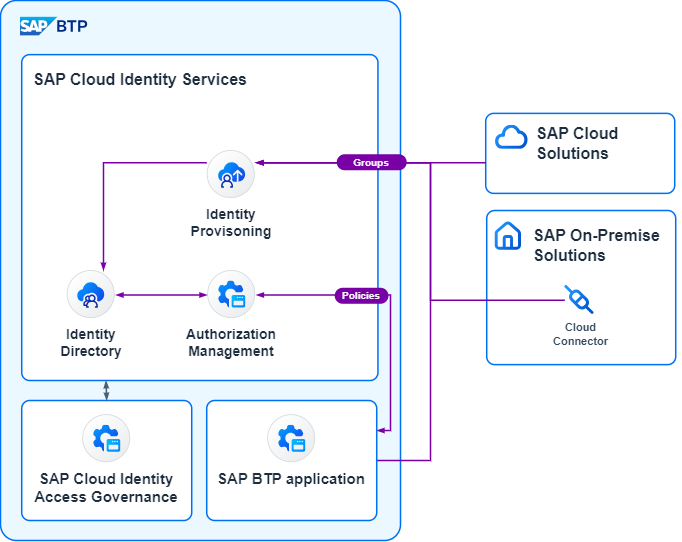 SAP BTP
SAP Cloud Identity Services
Groups
Identity
Provisoning
Identity
Directory
Authorization
Management
Policies
SAP Cloud Identity
Access Governance
SAP BTP application
SAP Cloud
Solutions
SAP On-Premise
Solutions
Cloud
Connector